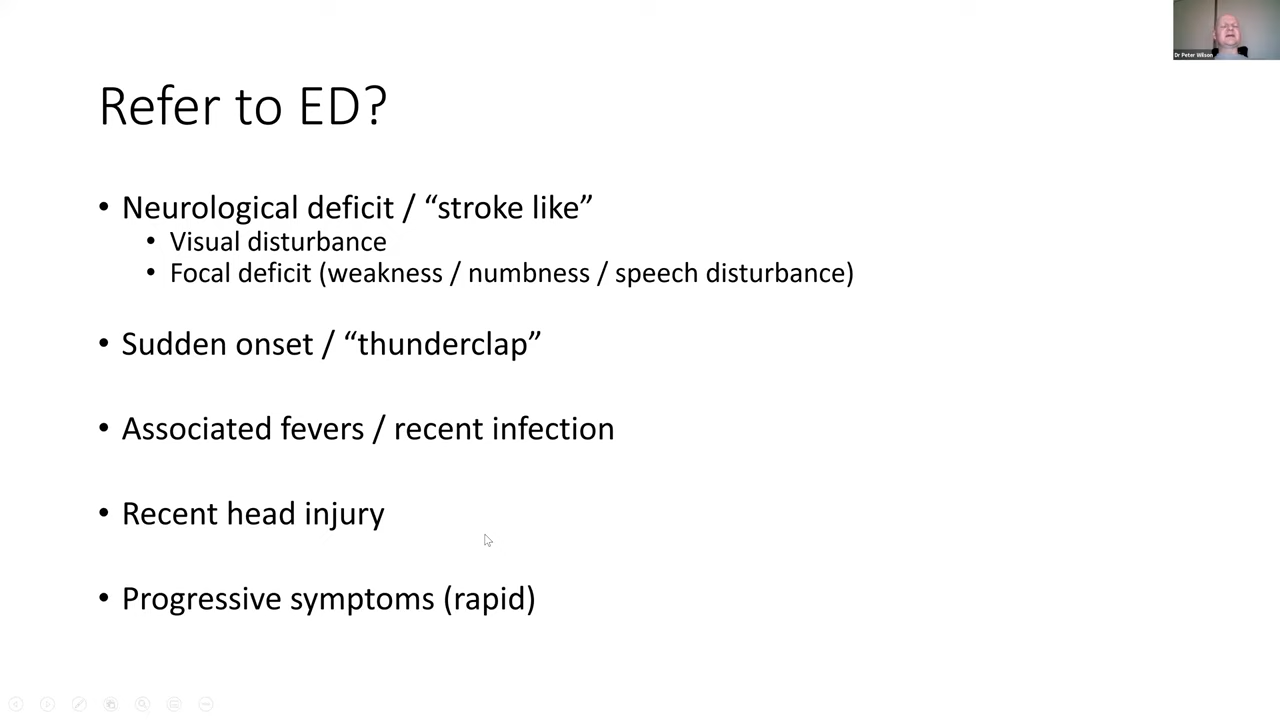 Dr Peter Wilson
Refer to ED?
• Neurological deficit / “stroke like”
• Visual disturbance
• Focal deficit (weakness / numbness / speech disturbance)
• Sudden onset / “thunderclap”
• Associated fevers / recent infection
• Recent head injury
• Progressive symptoms (rapid)